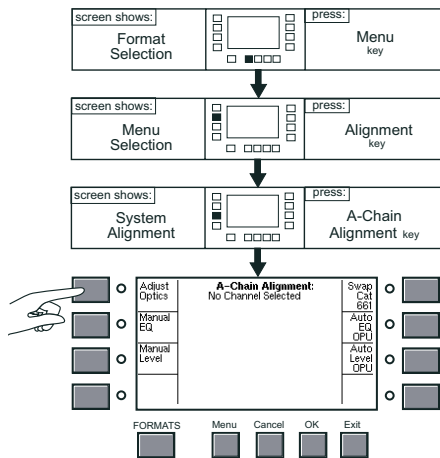 screen shows:
Format
Selection
press:
Menu
key
screen shows:
Menu
Selection
press:
Alignment
key
screen shows:
System
Alignment
press:
A-Chain
Alignment key
Adjust
Optics
A-Chain Alignment:
No Channel Selected
Swap
Cat
661
Manual
EQ
Auto
EQ
OPU
Manual
Level
Auto
Level
OPU
FORMATS Menu Cancel OK Exit